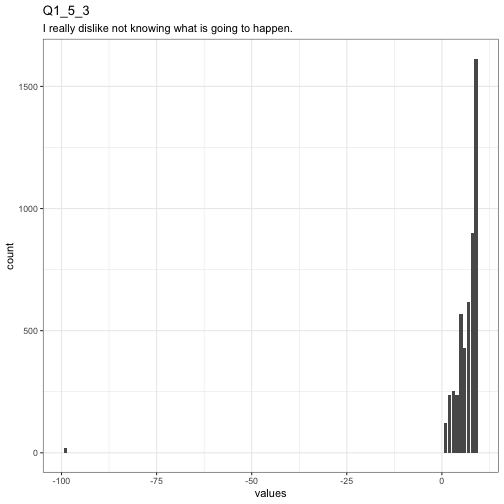 Q1_5_3
I really dislike not knowing what is going to happen.
1500
1000
500
0
count
-100 -75 -50 -25 0
values